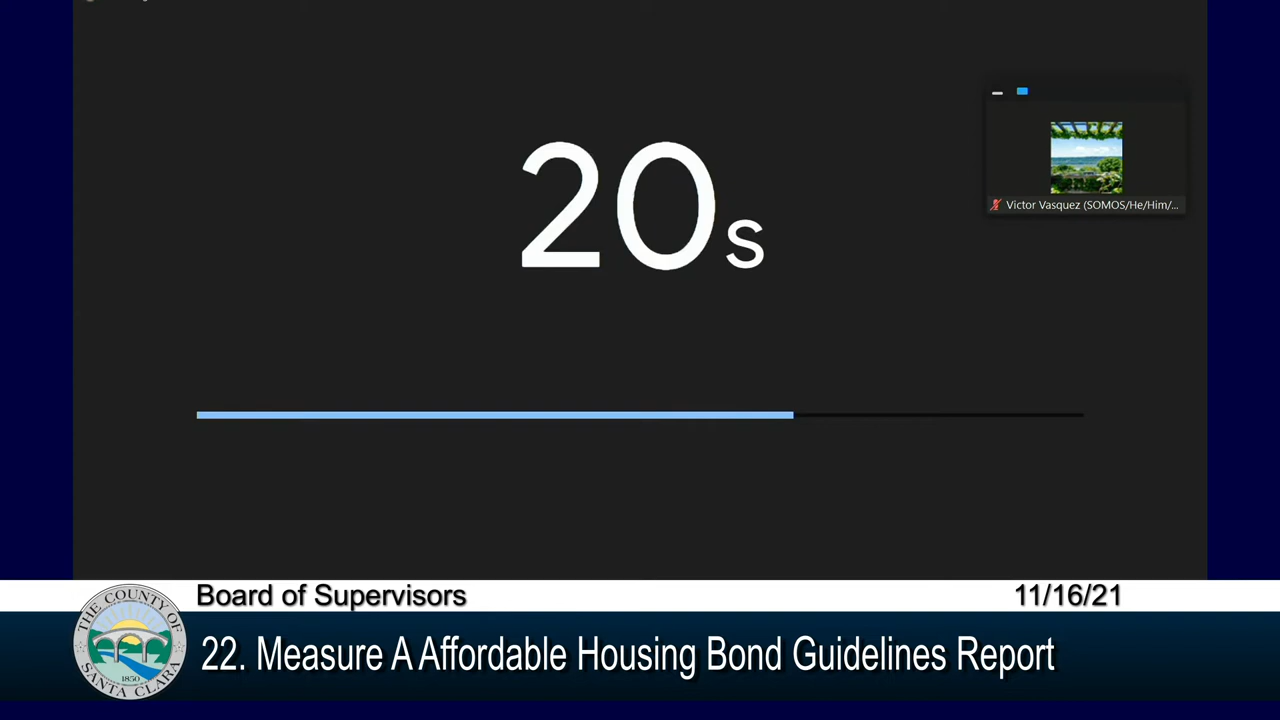 20s
Victor Vasquez (SOMOS/He/Him/...
Board of Supervisors
11/16/21
THE COUNTY OF
SANTA CLARA
1850
22. Measure A Affordable Housing Bond Guidelines Report